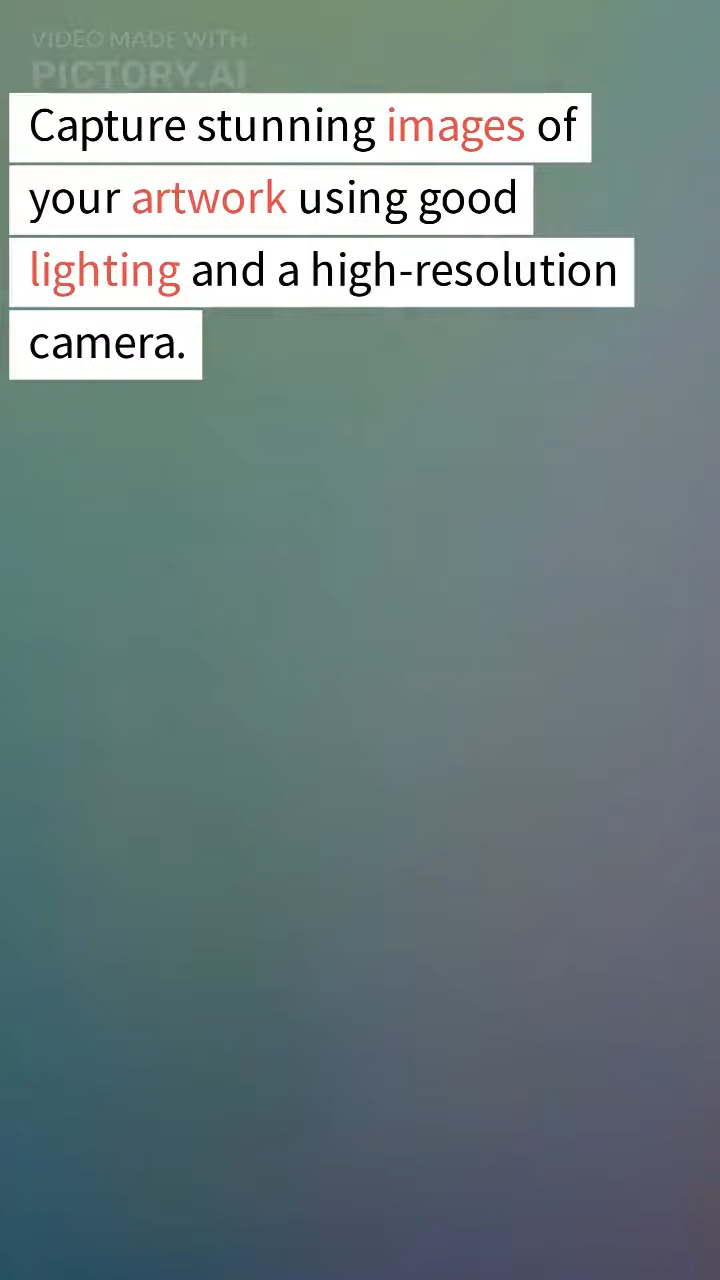 VIDEO MADE WITH
PICTORY.AI
Capture stunning images of
your artwork using good
lighting and a high-resolution
camera.